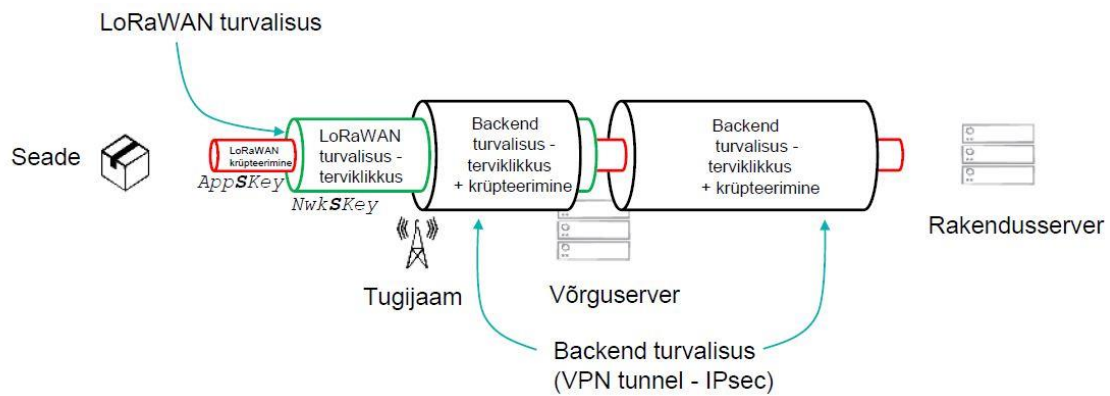 LoRaWAN turvalisus
Seade
LoRaWAN
krüpteerimine
AppSKey
LoRaWAN
turvalisus -
terviklikkus
NwkSKey
Backend
turvalisus -
terviklikkus
+ krüpteerimine
Backend
turvalisus -
terviklikkus
+ krüpteerimine
Rakendusserver
Tugijaam
Võrguserver
Backend turvalisus
(VPN tunnel - IPsec)